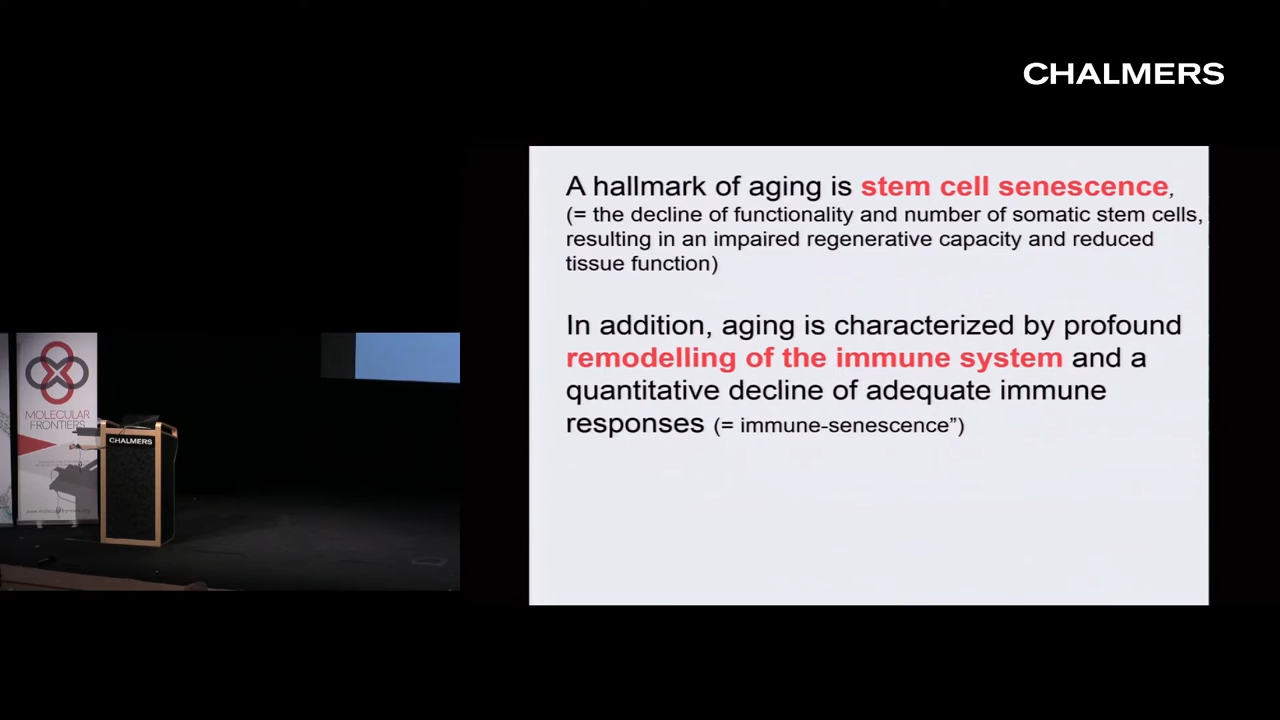 CHALMERS
A hallmark of aging is stem cell senescence,
(= the decline of functionality and number of somatic stem cells,
resulting in an impaired regenerative capacity and reduced
tissue function)
In addition, aging is characterized by profound
remodelling of the immune system and a
quantitative decline of adequate immune
responses (= immune-senescence”)
MOLECULAR
FRONTIERS
CHALMERS